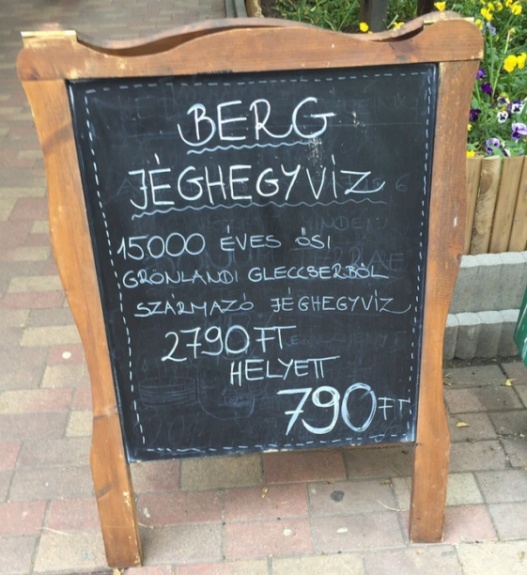 BERG
JÉGHEGYVÍZ
15000 ÉVES ŐSI
GRÖNLANDI GLECCSERBŐL
SZÁRMAZÓ JÉGHEGYVÍZ
2790 FT
HELYETT
790 FT